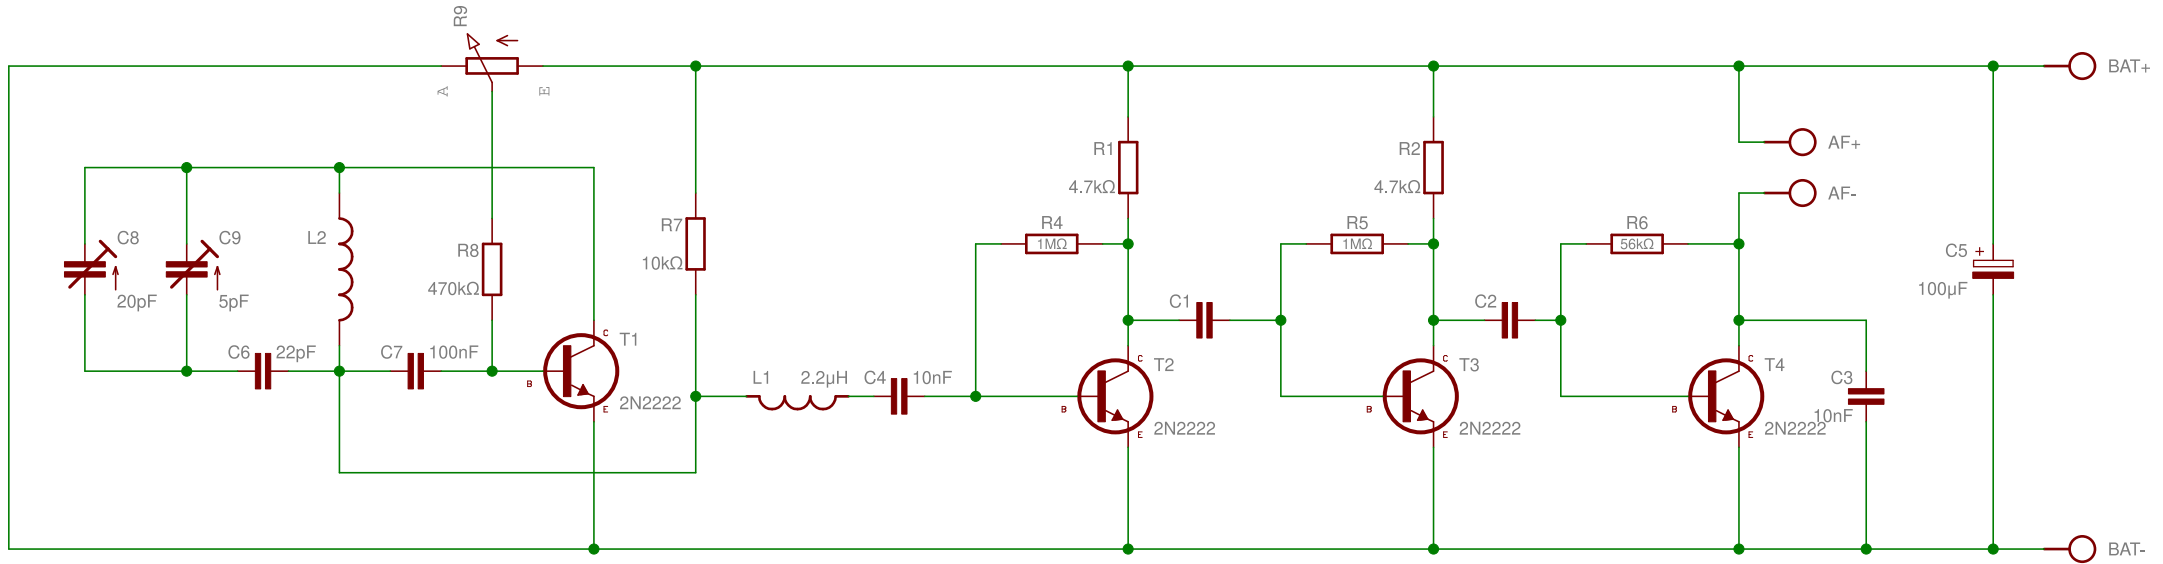 R9
A
E
BAT+
R1
4.7kΩ
R2
4.7kΩ
AF+
AF-
C8
20pF
C9
5pF
L2
R8
470kΩ
R7
10kΩ
R4
1MΩ
R5
1MΩ
R6
56kΩ
C5
+
100µF
C6
22pF
C7
100nF
C
B
E
T1
2N2222
L1
2.2µH
C4
10nF
C1
C
B
E
T2
2N2222
C2
C
B
E
T3
2N2222
C
B
E
T4
2N2222
C3
10nF
BAT-